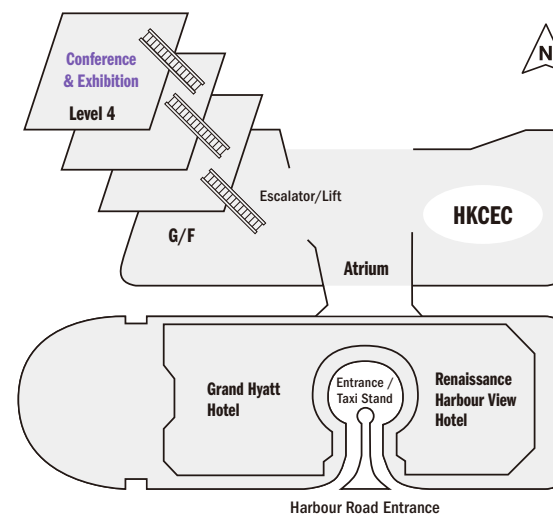 Conference
& Exhibition
N
Level 4
Escalator/Lift
HKCEC
G/F
Atrium
Grand Hyatt
Hotel
Entrance /
Taxi Stand
Renaissance
Harbour View
Hotel
Harbour Road Entrance